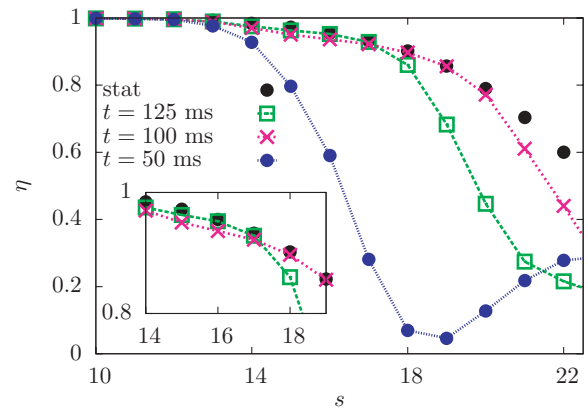 1
0.8
0.6
0.4
0.2
0
η
stat
t = 125 ms
t = 100 ms
t = 50 ms
1
0.8
14 16 18
10 14 18 22
s